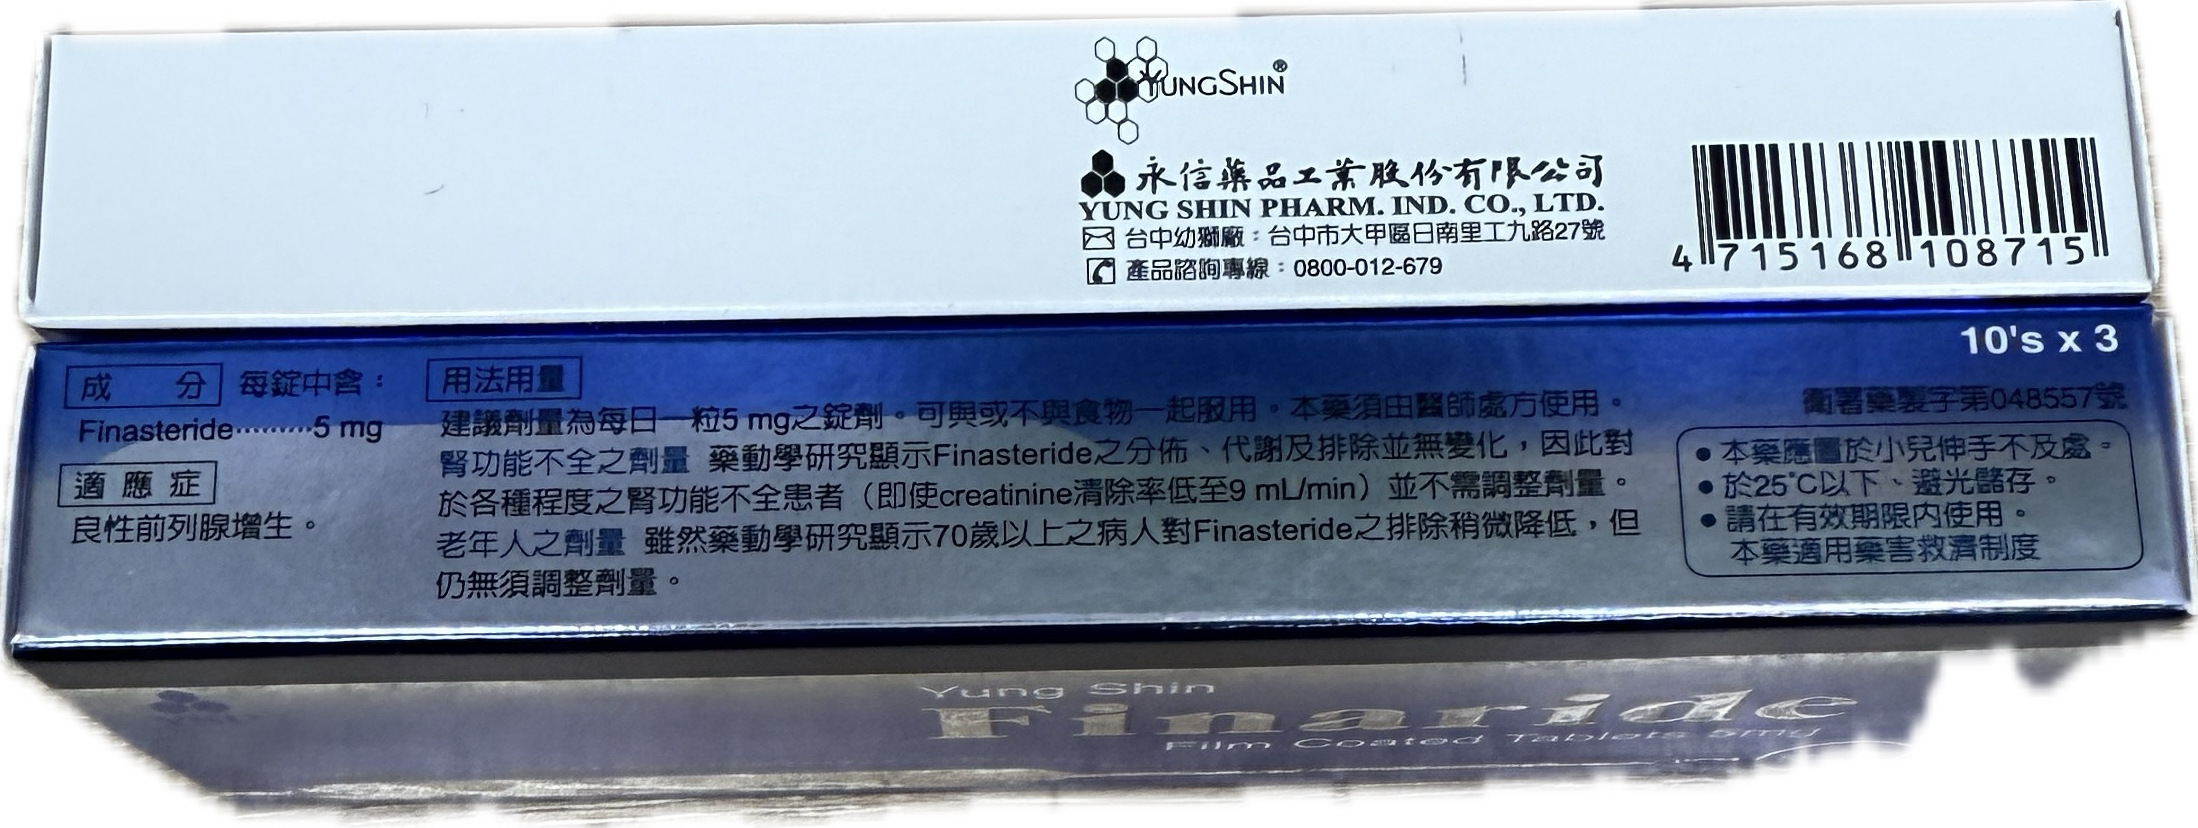 YUNGSHIN®
永信藥品工業股份有限公司
YUNG SHIN PHARM. IND. CO., LTD.
台中幼獅廠：台中市大甲區日南里工九路27號
產品諮詢專線：0800-012-679
4 715168 108715
10's x 3
成 分 每錠中含：
Finasteride··········5 mg
適應症
良性前列腺增生。
用法用量
建議劑量為每日一粒5 mg之錠劑。可與或不與食物一起服用。本藥須由醫師處方使用。
腎功能不全之劑量 藥動學研究顯示Finasteride之分佈、代謝及排除並無變化，因此對
於各種程度之腎功能不全患者（即使creatinine清除率低至9 mL/min）並不需調整劑量。
老年人之劑量 雖然藥動學研究顯示70歲以上之病人對Finasteride之排除稍微降低，但
仍無須調整劑量。
衛署藥製字第048557號
●本藥應置於小兒伸手不及處。
●於25°C以下、避光儲存。
●請在有效期限內使用。
本藥適用藥害救濟制度
Yung Shin
Finaride
Film Coated Tablets 5mg